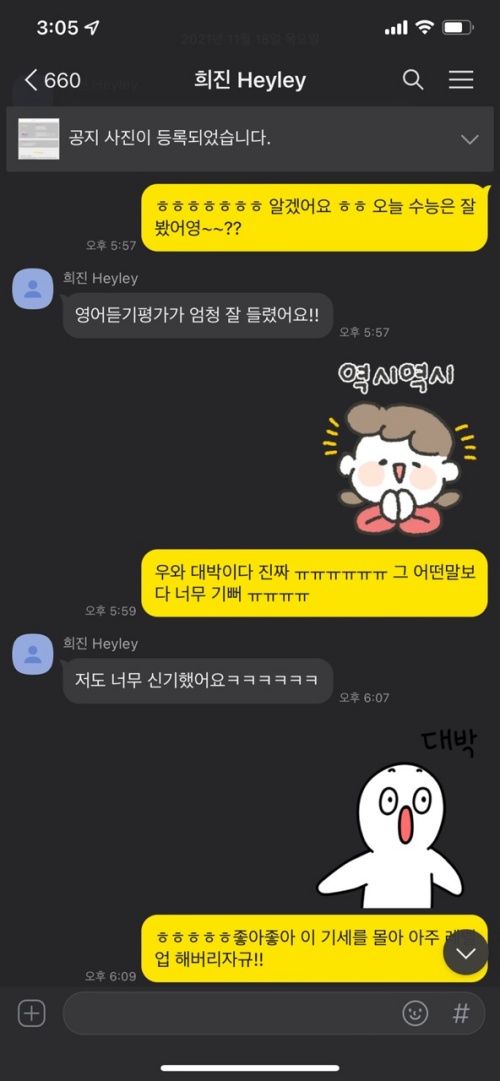 3:05
2021년 11월 18일 목요일
660
희진 Heyley
공지 사진이 등록되었습니다.
ㅎㅎㅎㅎㅎㅎㅎ 알겠어요 ㅎㅎ 오늘 수능은 잘
봤어영~~??
오후 5:57
희진 Heyley
영어듣기평가가 엄청 잘 들렸어요!!
오후 5:57
역시역시
우와 대박이다 진짜 ㅠㅠㅠㅠㅠㅠ 그 어떤말보
다 너무 기뻐 ㅠㅠㅠㅠ
오후 5:59
희진 Heyley
저도 너무 신기했어요ㅋㅋㅋㅋㅋㅋ
오후 6:07
대박
ㅎㅎㅎㅎㅎ좋아좋아 이 기세를 몰아 아주
업 해버리자규!!
오후 6:09
#